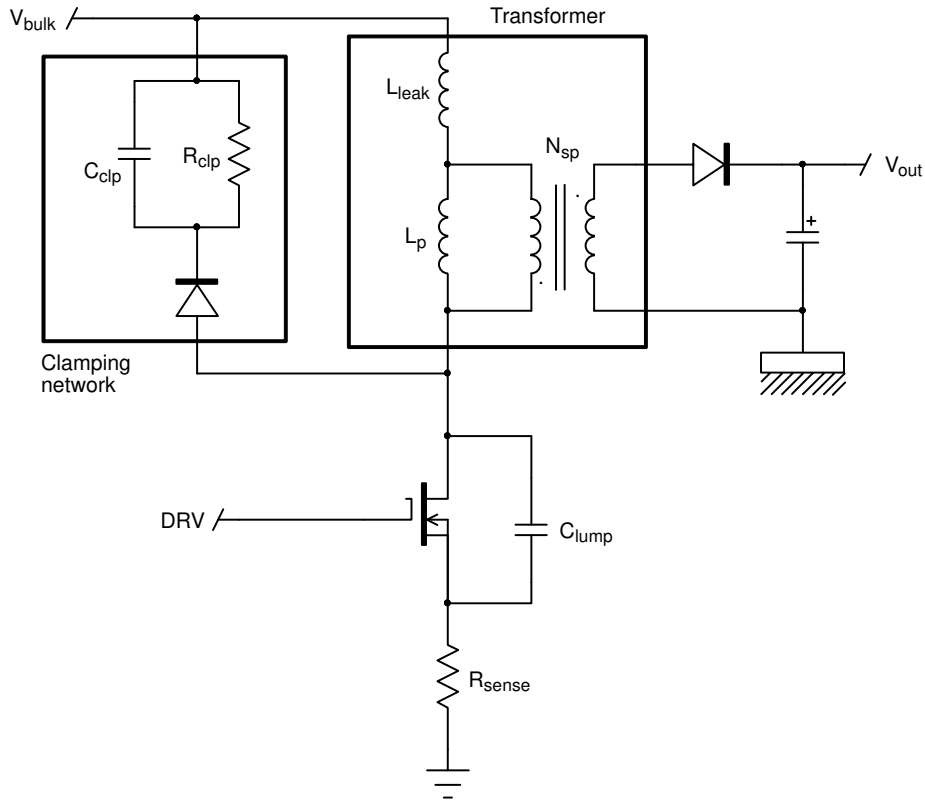 Transformer
Vbulk
Lleak
Nsp
Cclp
Rclp
Vout
+
Lp
Clamping
network
DRV
Clump
Rsense